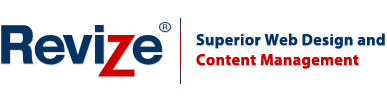 Revize®
Superior Web Design and
Content Management